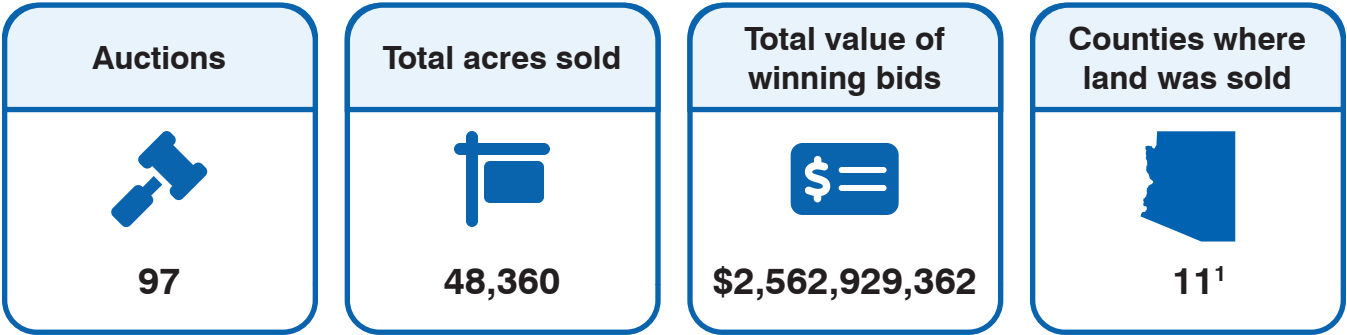 Auctions
97
Total acres sold
48,360
Total value of
winning bids
$
$2,562,929,362
Counties where
land was sold
11¹